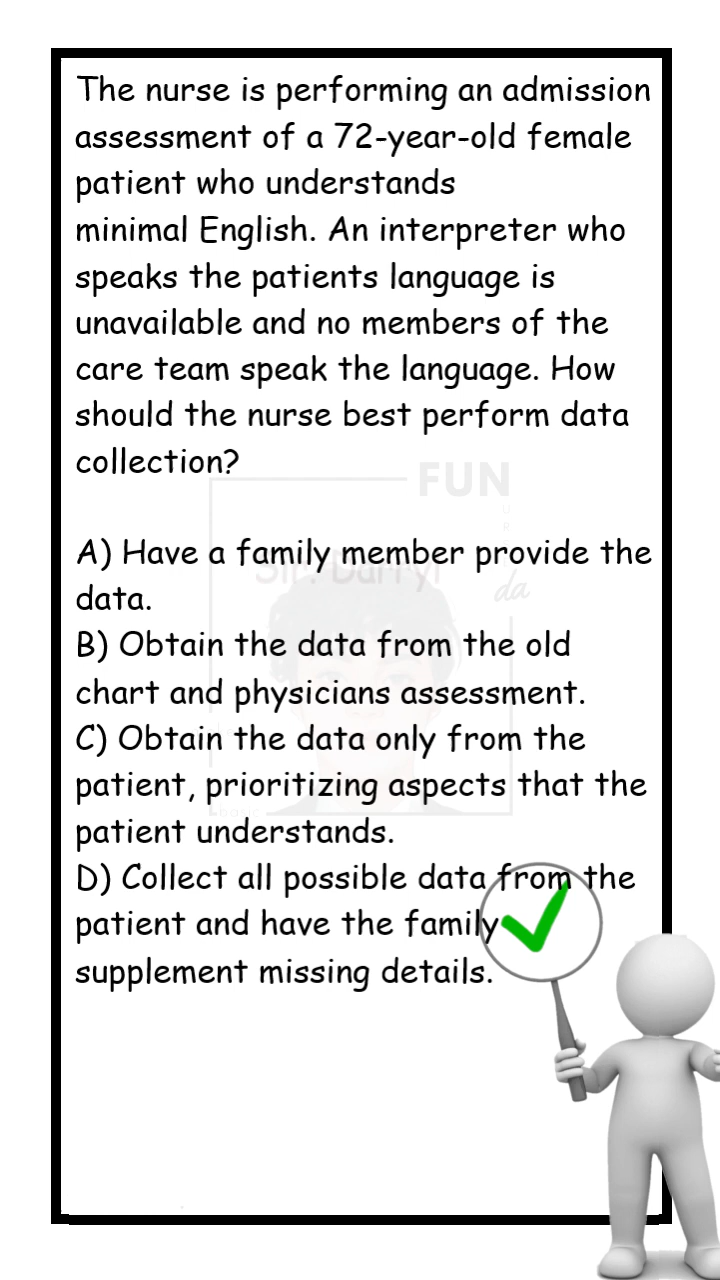 The nurse is performing an admission
assessment of a 72-year-old female
patient who understands
minimal English. An interpreter who
speaks the patients language is
unavailable and no members of the
care team speak the language. How
should the nurse best perform data
collection?
FUN
A) Have a family member provide the
data.
Sir. Darryl
da
B) Obtain the data from the old
chart and physicians assessment.
C) Obtain the data only from the
patient, prioritizing aspects that the
patient understands.
D) Collect all possible data from the
patient and have the family
supplement missing details.